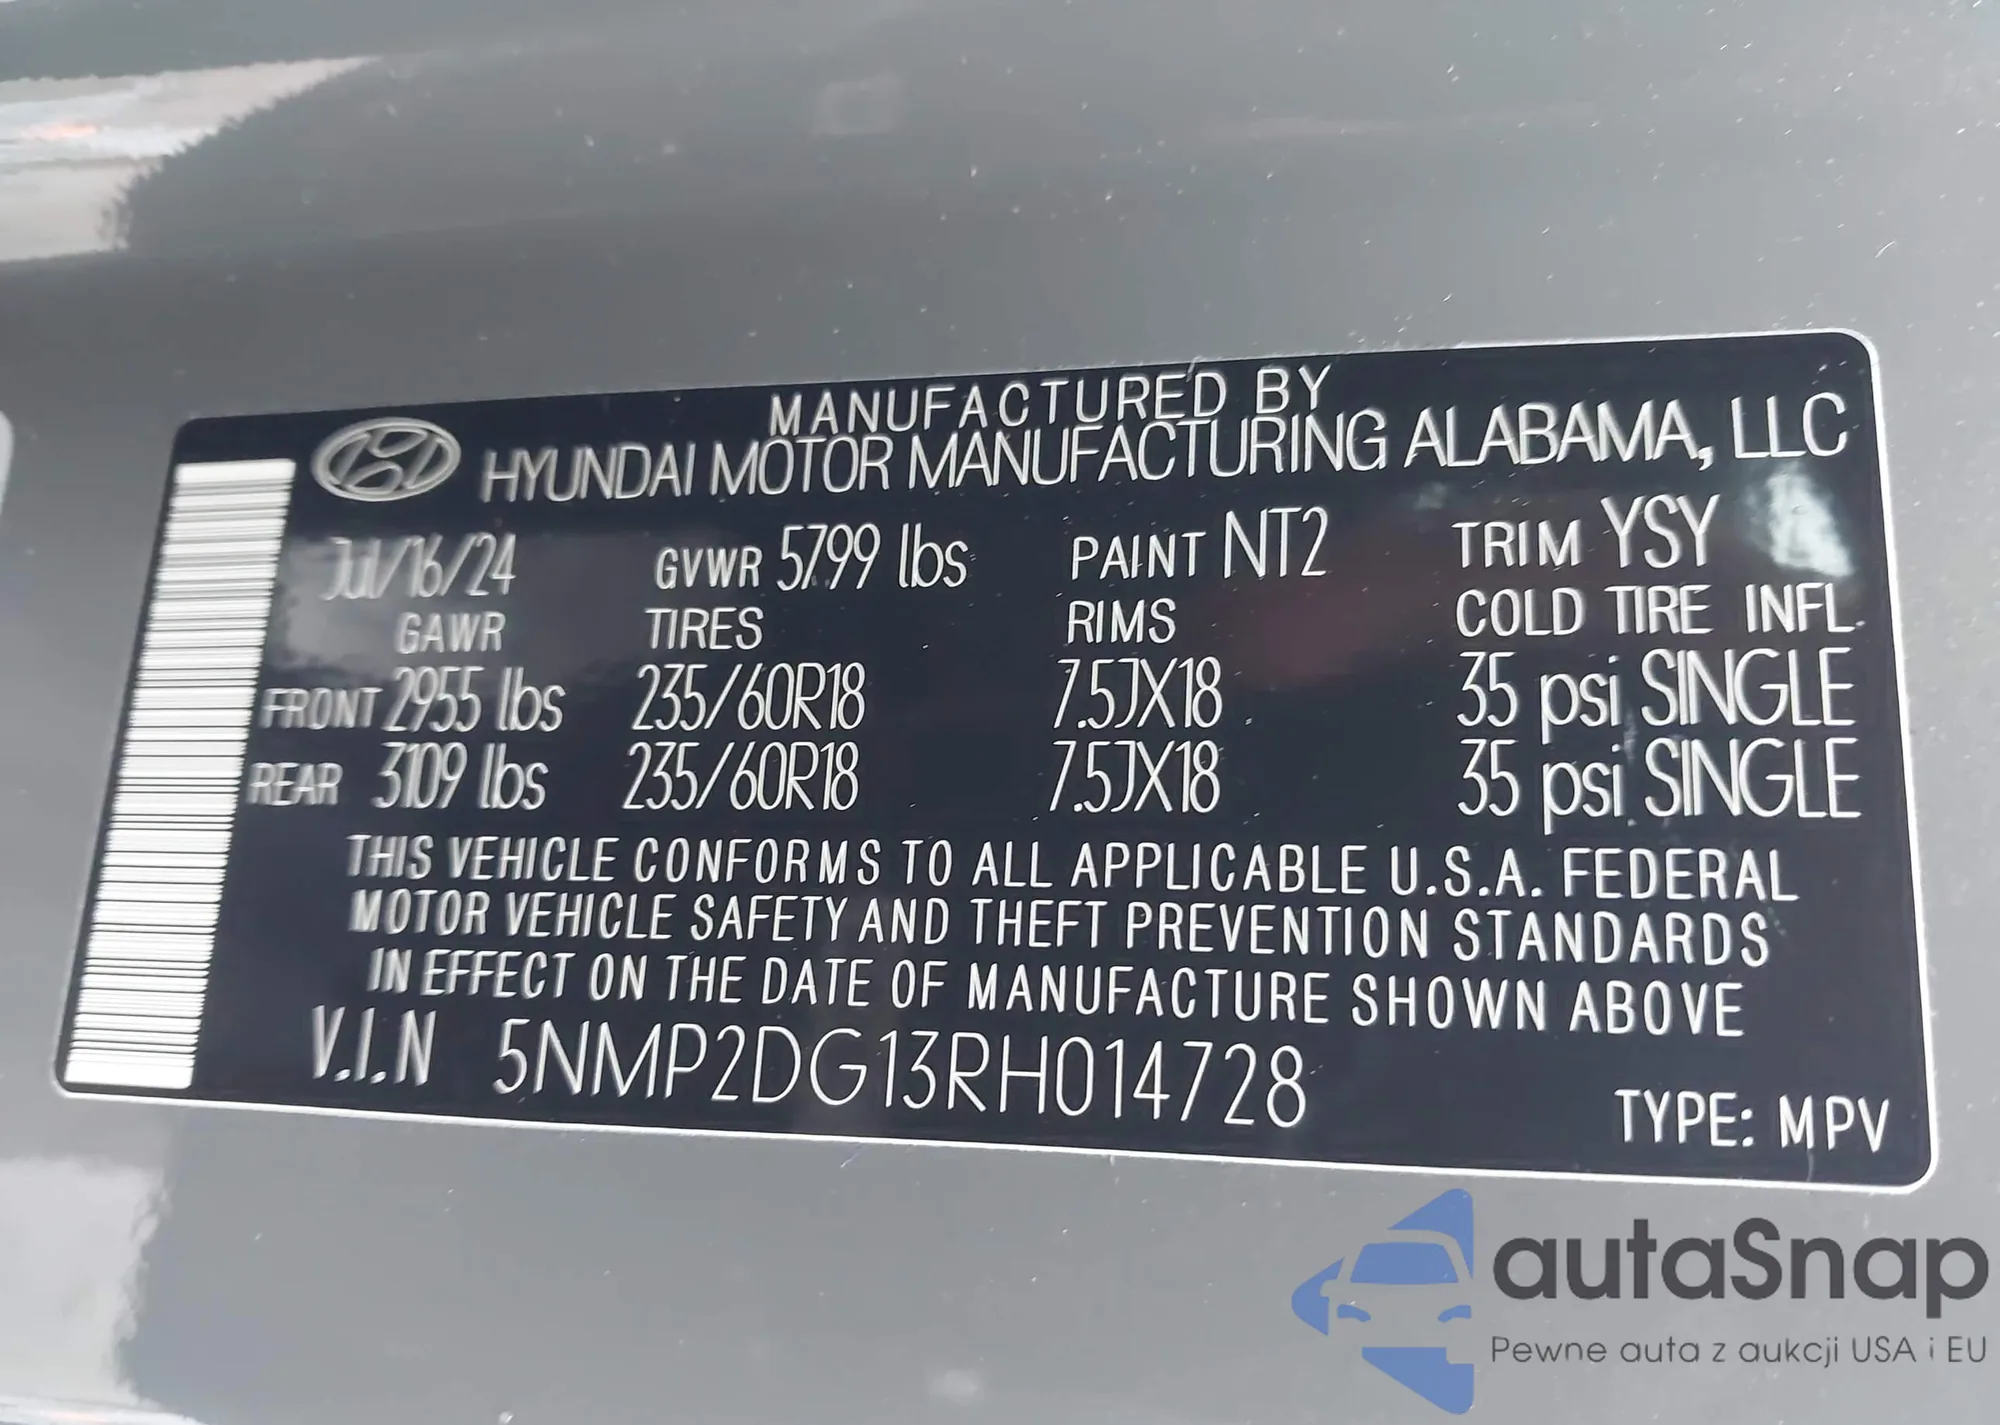 MANUFACTURED BY
HYUNDAI MOTOR MANUFACTURING ALABAMA, LLC
Jul/16/24 GVWR 5799 lbs PAINT NT2 TRIM YSY
GAWR TIRES RIMS COLD TIRE INFL.
FRONT 2955 lbs 235/60R18 7.5JX18 35 psi SINGLE
REAR 3109 lbs 235/60R18 7.5JX18 35 psi SINGLE
THIS VEHICLE CONFORMS TO ALL APPLICABLE U.S.A. FEDERAL
MOTOR VEHICLE SAFETY AND THEFT PREVENTION STANDARDS
IN EFFECT ON THE DATE OF MANUFACTURE SHOWN ABOVE
V.I.N 5NMP2DG13RH014728
TYPE: MPV
autaSnap
Pewne auta z aukcji USA i EU